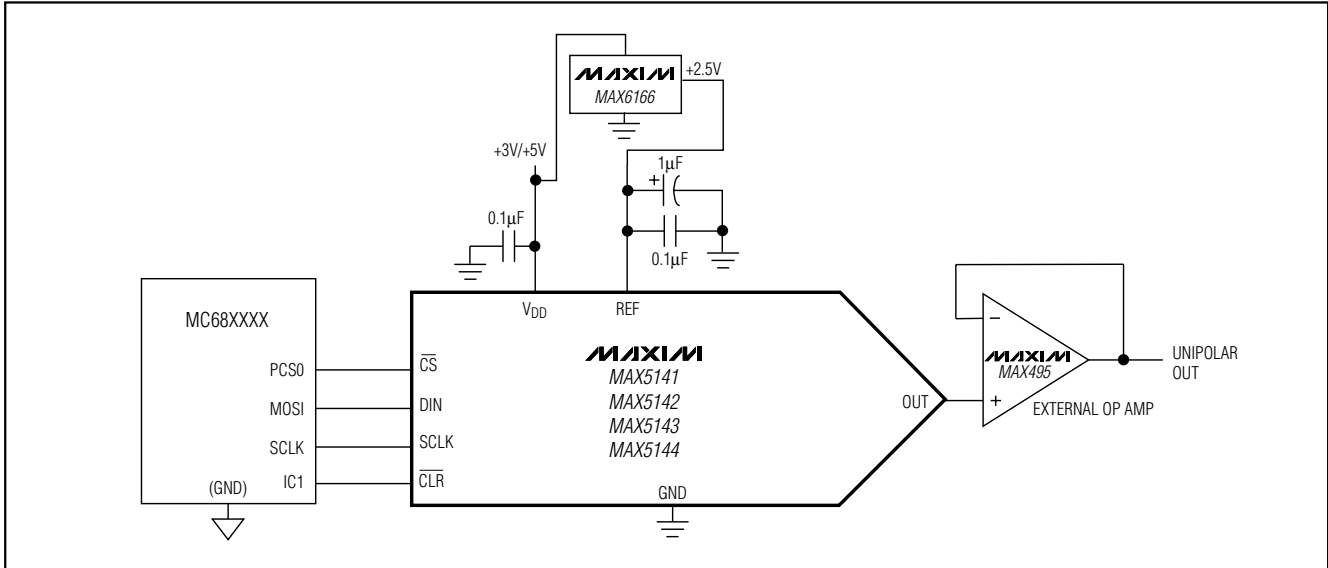 MAXIM
MAX6166
+2.5V
+3V/+5V
1µF
+
0.1µF
0.1µF
MC68XXXX
PCS0
MOSI
SCLK
IC1
(GND)
VDD
REF
CS
DIN
SCLK
CLR
MAXIM
MAX5141
MAX5142
MAX5143
MAX5144
OUT
GND
−
MAXIM
MAX495
+
EXTERNAL OP AMP
UNIPOLAR
OUT